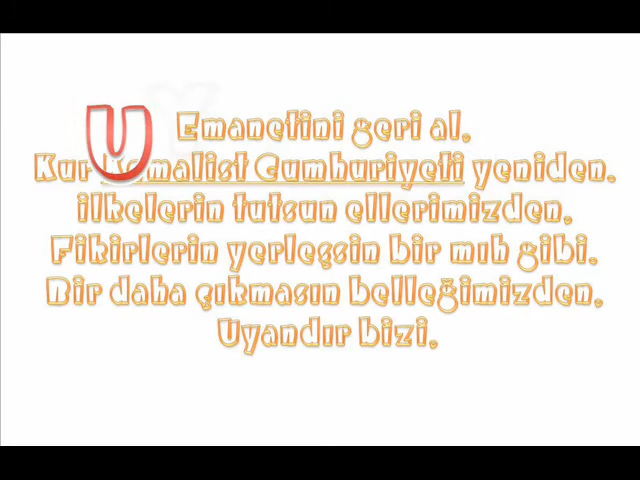 U
Emanetini geri al,
Kur Kemalist Cumhuriyeti yeniden,
ilkelerin tutsun ellerimizden,
Fikirlerin yerleşsin bir mıh gibi,
Bir daha çıkmasın belleğimizden,
Uyandır bizi,